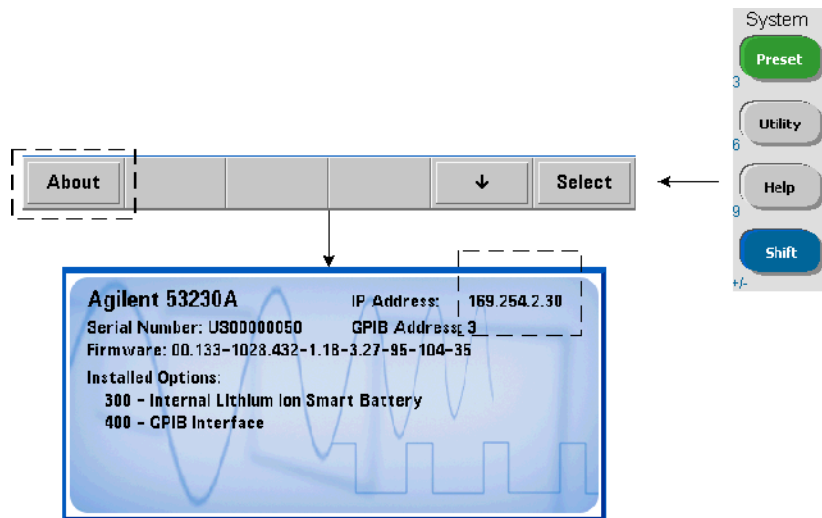 System
Preset
3
Utility
6
Help
9
Shift
+/-
About ↓ Select
Agilent 53230A IP Address: 169.254.2.30
Serial Number: US00000050 GPIB Address: 3
Firmware: 00.133-1028.432-1.18-3.27-95-104-35
Installed Options:
300 - Internal Lithium Ion Smart Battery
400 - GPIB Interface